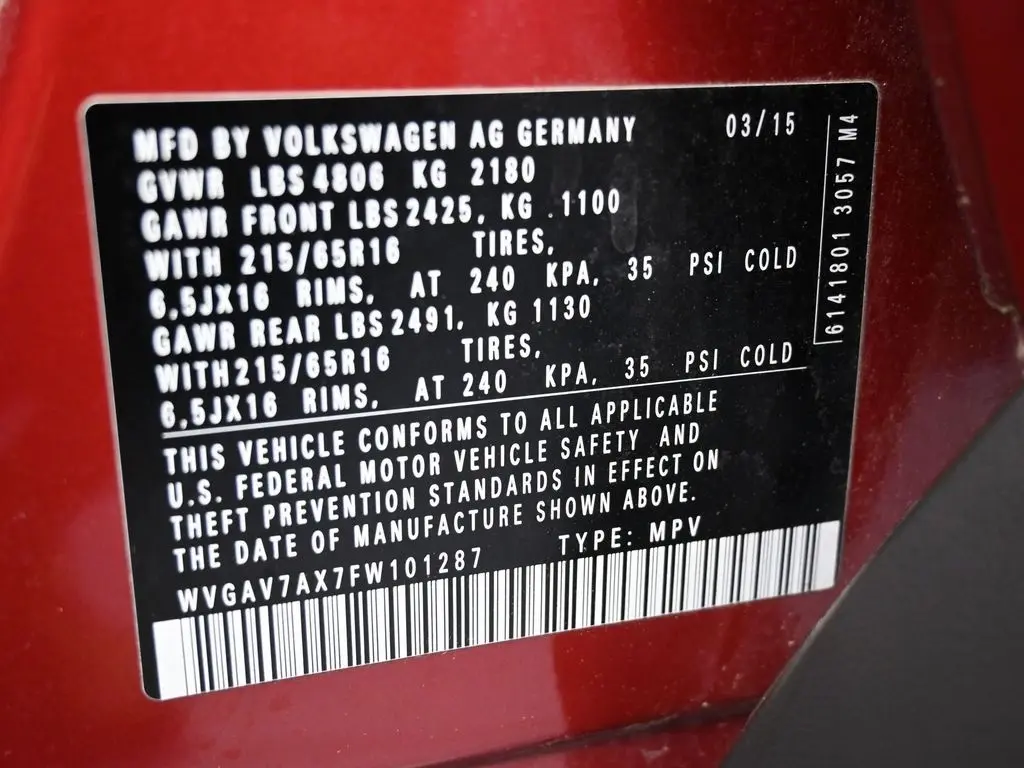 MFD BY VOLKSWAGEN AG GERMANY 03/15
GVWR LBS 4806 KG 2180
GAWR FRONT LBS 2425, KG .1100
WITH 215/65R16 TIRES,
6,5JX16 RIMS, AT 240 KPA, 35 PSI COLD
GAWR REAR LBS 2491, KG 1130
WITH 215/65R16 TIRES,
6,5JX16 RIMS, AT 240 KPA, 35 PSI COLD
THIS VEHICLE CONFORMS TO ALL APPLICABLE
U.S. FEDERAL MOTOR VEHICLE SAFETY AND
THEFT PREVENTION STANDARDS IN EFFECT ON
THE DATE OF MANUFACTURE SHOWN ABOVE.
WVGAV7AX7FW101287 TYPE: MPV
6141801 3057 M4